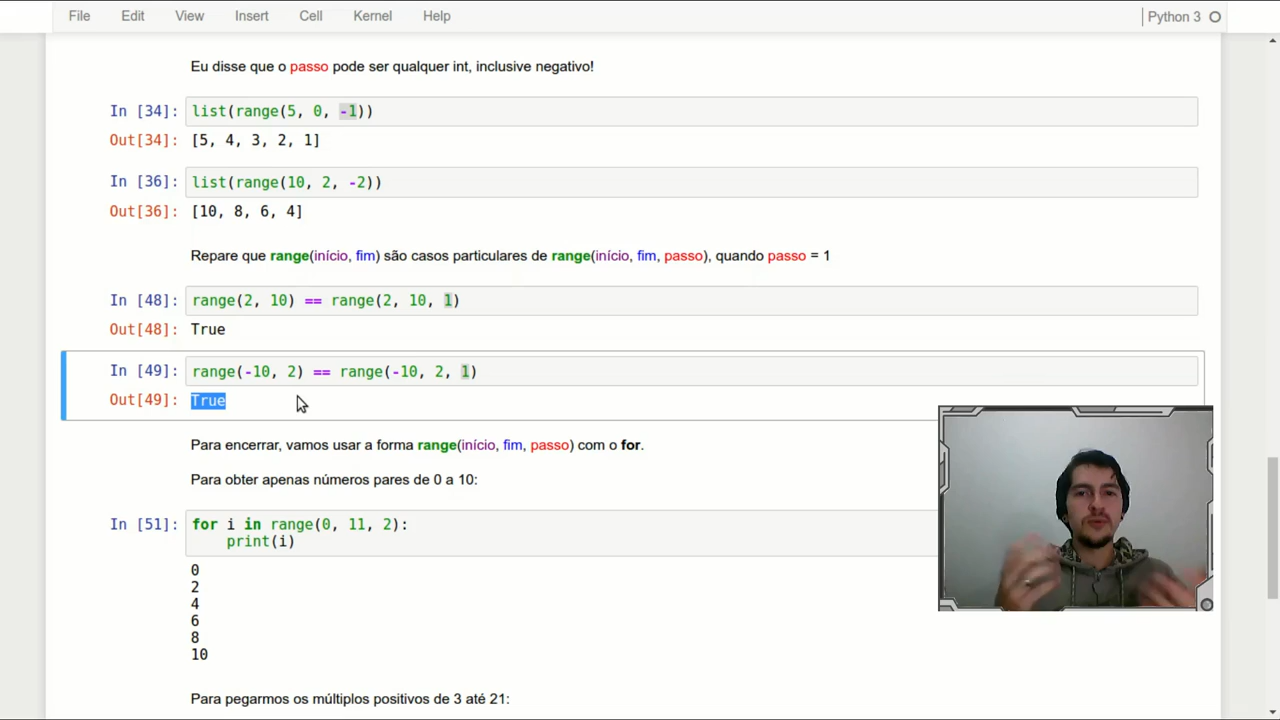 File Edit View Insert Cell Kernel Help Python 3
Eu disse que o passo pode ser qualquer int, inclusive negativo!
In [34]: list(range(5, 0, -1))
Out[34]: [5, 4, 3, 2, 1]
In [36]: list(range(10, 2, -2))
Out[36]: [10, 8, 6, 4]
Repare que range(início, fim) são casos particulares de range(início, fim, passo), quando passo = 1
In [48]: range(2, 10) == range(2, 10, 1)
Out[48]: True
In [49]: range(-10, 2) == range(-10, 2, 1)
Out[49]: True
Para encerrar, vamos usar a forma range(início, fim, passo) com o for.
Para obter apenas números pares de 0 a 10:
In [51]: for i in range(0, 11, 2):
print(i)
0
2
4
6
8
10
Para pegarmos os múltiplos positivos de 3 até 21: